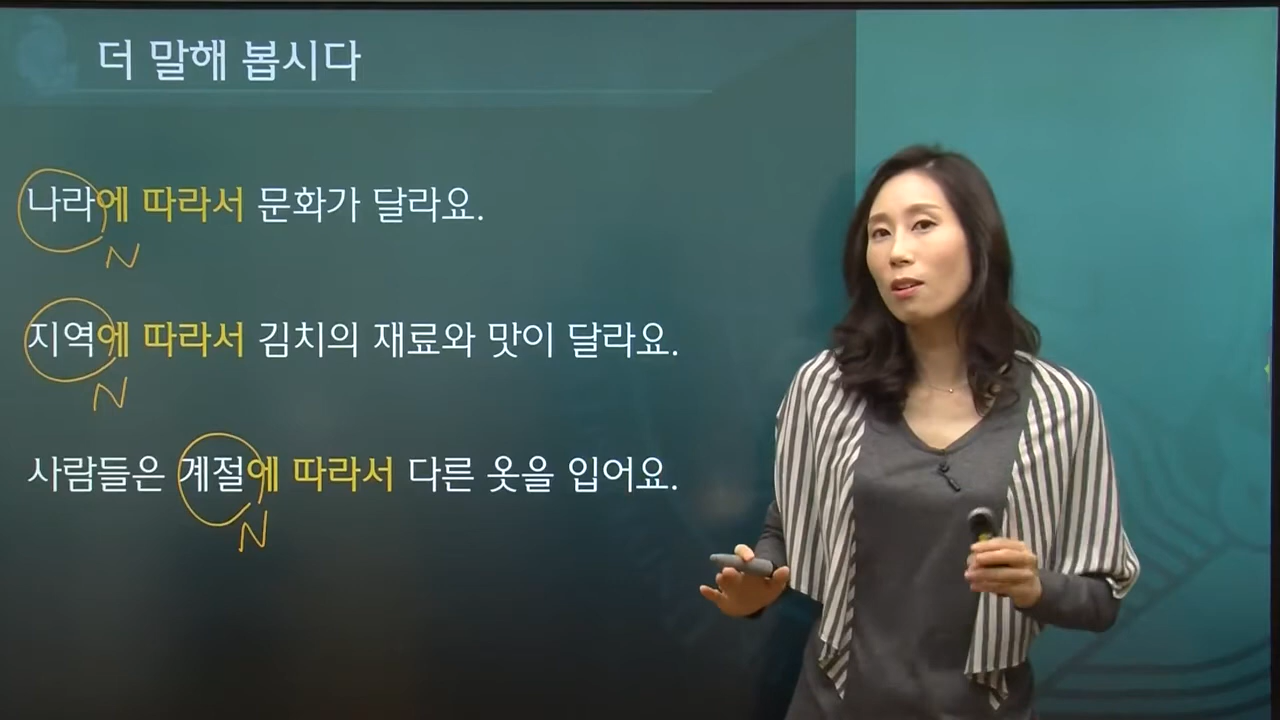 더 말해 봅시다
나라에 따라서 문화가 달라요.
N
지역에 따라서 김치의 재료와 맛이 달라요.
N
사람들은 계절에 따라서 다른 옷을 입어요.
N